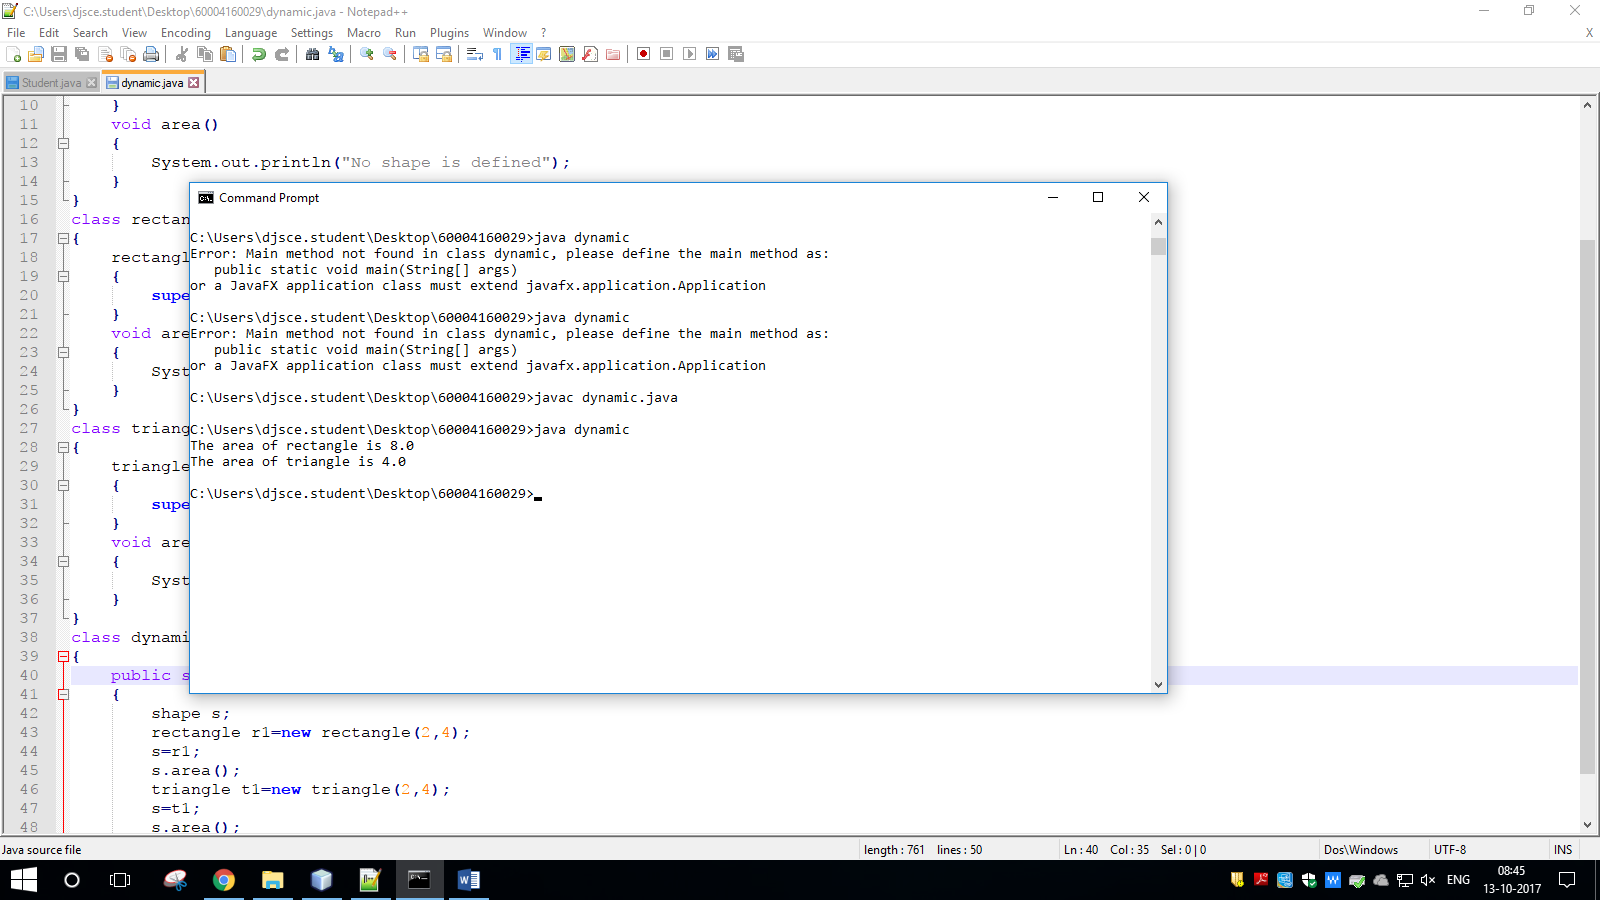 C:\Users\djsce.student\Desktop\60004160029\dynamic.java - Notepad++
File Edit Search View Encoding Language Settings Macro Run Plugins Window ? X
Student.java dynamic.java
10 }
11 void area()
12 {
13 System.out.println("No shape is defined");
14 }
15 }
16 class rectan
17 {
18 rectangl
19 {
20 supe
21 }
22 void are
23 {
24 Syst
25 }
26 }
27 class triang
28 {
29 triangle
30 {
31 supe
32 }
33 void are
34 {
35 Syst
36 }
37 }
38 class dynami
39 {
40 public s
41 {
42 shape s;
43 rectangle r1=new rectangle(2,4);
44 s=r1;
45 s.area();
46 triangle t1=new triangle(2,4);
47 s=t1;
48 s.area();
Command Prompt
C:\Users\djsce.student\Desktop\60004160029>java dynamic
Error: Main method not found in class dynamic, please define the main method as:
public static void main(String[] args)
or a JavaFX application class must extend javafx.application.Application
C:\Users\djsce.student\Desktop\60004160029>java dynamic
Error: Main method not found in class dynamic, please define the main method as:
public static void main(String[] args)
or a JavaFX application class must extend javafx.application.Application
C:\Users\djsce.student\Desktop\60004160029>javac dynamic.java
C:\Users\djsce.student\Desktop\60004160029>java dynamic
The area of rectangle is 8.0
The area of triangle is 4.0
C:\Users\djsce.student\Desktop\60004160029>
Java source file length : 761 lines : 50 Ln : 40 Col : 35 Sel : 0 | 0 Dos\Windows UTF-8 INS
ENG 08:45
13-10-2017